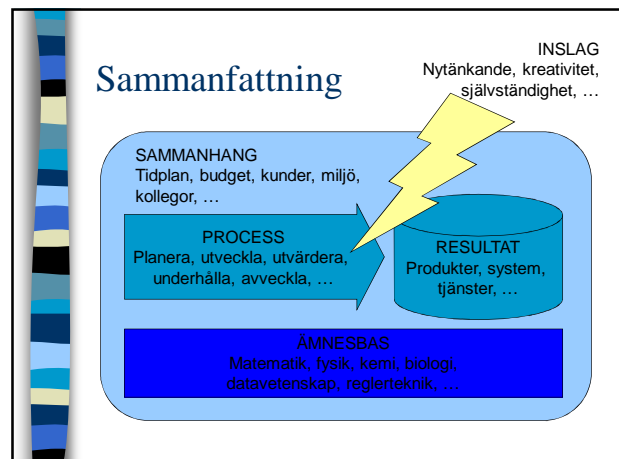 Sammanfattning
INSLAG
Nytänkande, kreativitet,
självständighet, …
SAMMANHANG
Tidplan, budget, kunder, miljö,
kollegor, …
PROCESS
Planera, utveckla, utvärdera,
underhålla, avveckla, …
RESULTAT
Produkter, system,
tjänster, …
ÄMNESBAS
Matematik, fysik, kemi, biologi,
datavetenskap, reglerteknik, …